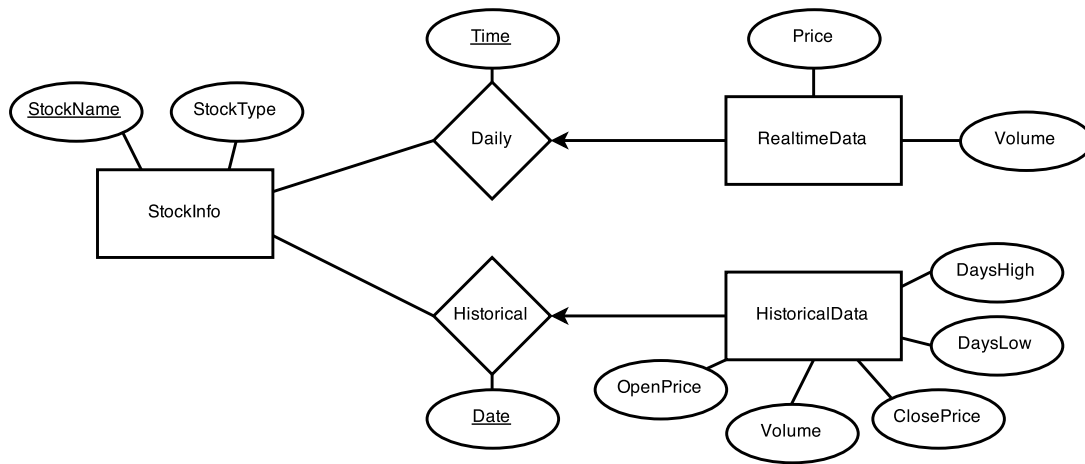 Time
Price
StockName
StockType
Daily
RealtimeData
Volume
StockInfo
DaysHigh
Historical
HistoricalData
DaysLow
OpenPrice
Date
Volume
ClosePrice